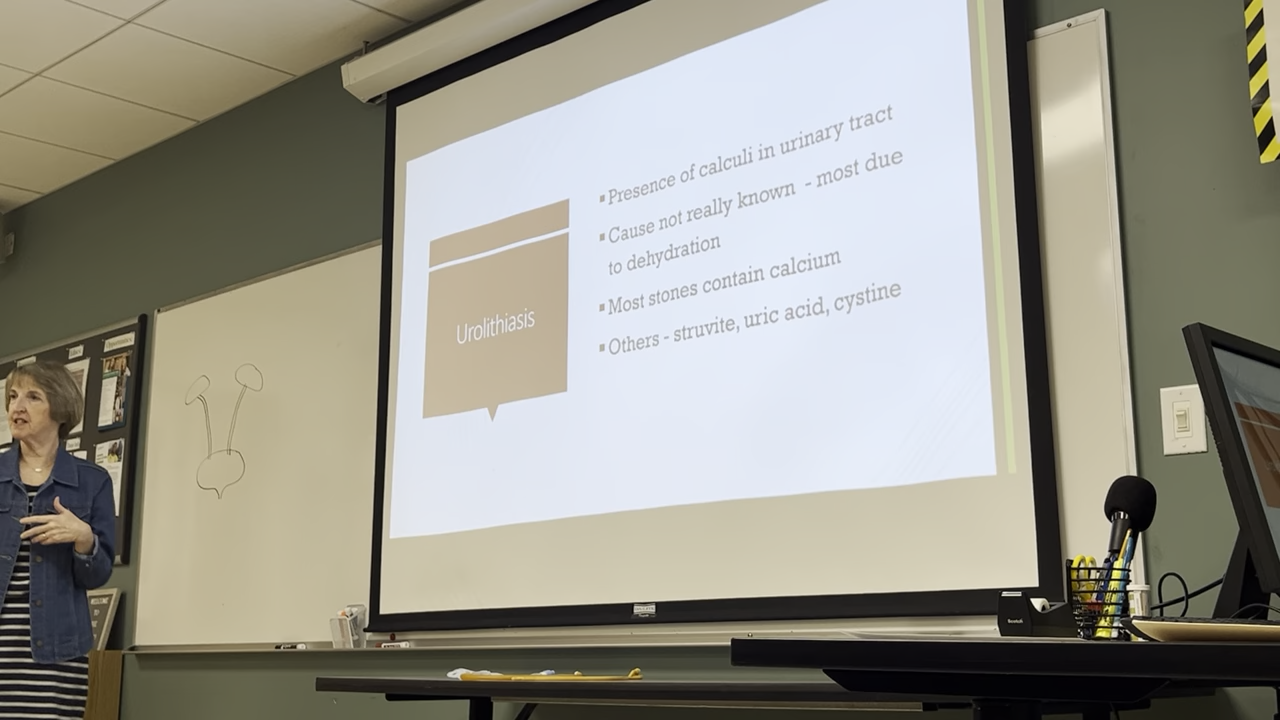 Urolithiasis
▪ Presence of calculi in urinary tract
▪ Cause not really known - most due
to dehydration
▪ Most stones contain calcium
▪ Others - struvite, uric acid, cystine